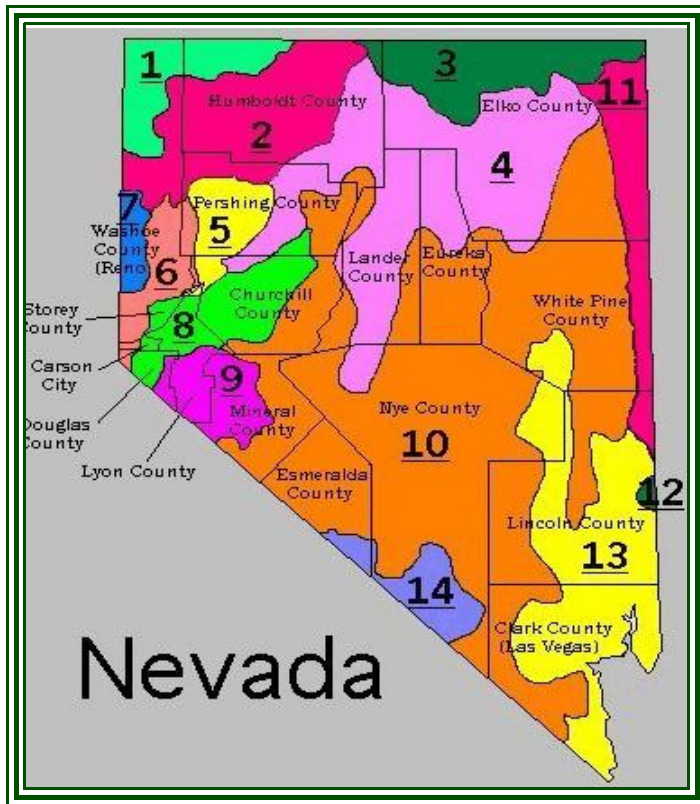 1
3
11
Humboldt County
Elko County
2
4
7
Pershing County
5
Washoe
County
(Reno)
6
Lander
County
Eureka
County
Churchill
County
White Pine
County
Storey
County
8
Carson
City
9
Mineral
County
Nye County
10
Douglas
County
Lyon County
Esmeralda
County
12
Lincoln County
13
14
Clark County
(Las Vegas)
Nevada